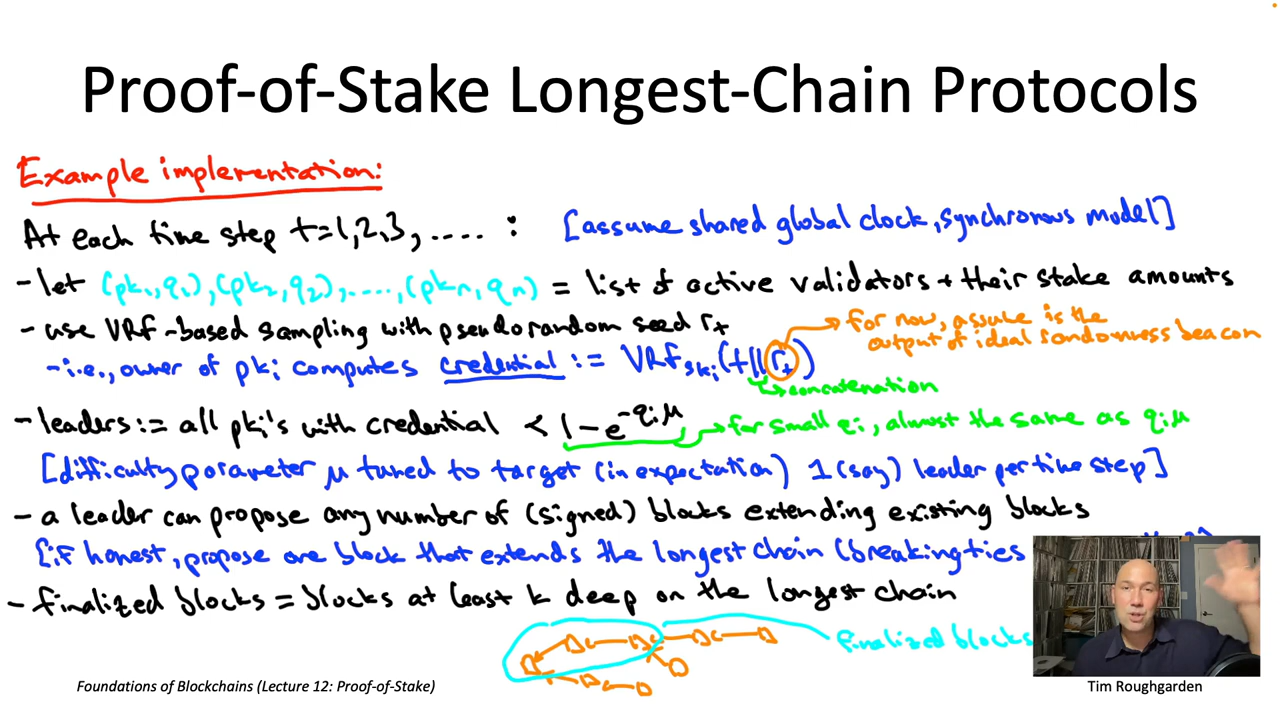 Proof-of-Stake Longest-Chain Protocols
Example implementation:
At each time step t=1,2,3, .... : [assume shared global clock, synchronous model]
- let (pk₁,q₁),(pk₂,q₂),....,(pkₙ,qₙ) = list of active validators + their stake amounts
- use VRF-based sampling with pseudorandom seed rₜ
for now, assume is the
output of ideal randomness beacon
- i.e., owner of pkᵢ computes credential := VRF_skᵢ(t||rₜ)
concatenation
- leaders := all pkᵢ's with credential < 1-e^(-qᵢμ) → for small qᵢ, almost the same as qᵢμ
[difficulty parameter μ tuned to target (in expectation) 1 (say) leader per time step]
- a leader can propose any number of (signed) blocks extending existing blocks
[if honest, propose one block that extends the longest chain (breaking ties
- finalized blocks = blocks at least k deep on the longest chain
finalized blocks
Foundations of Blockchains (Lecture 12: Proof-of-Stake)
Tim Roughgarden